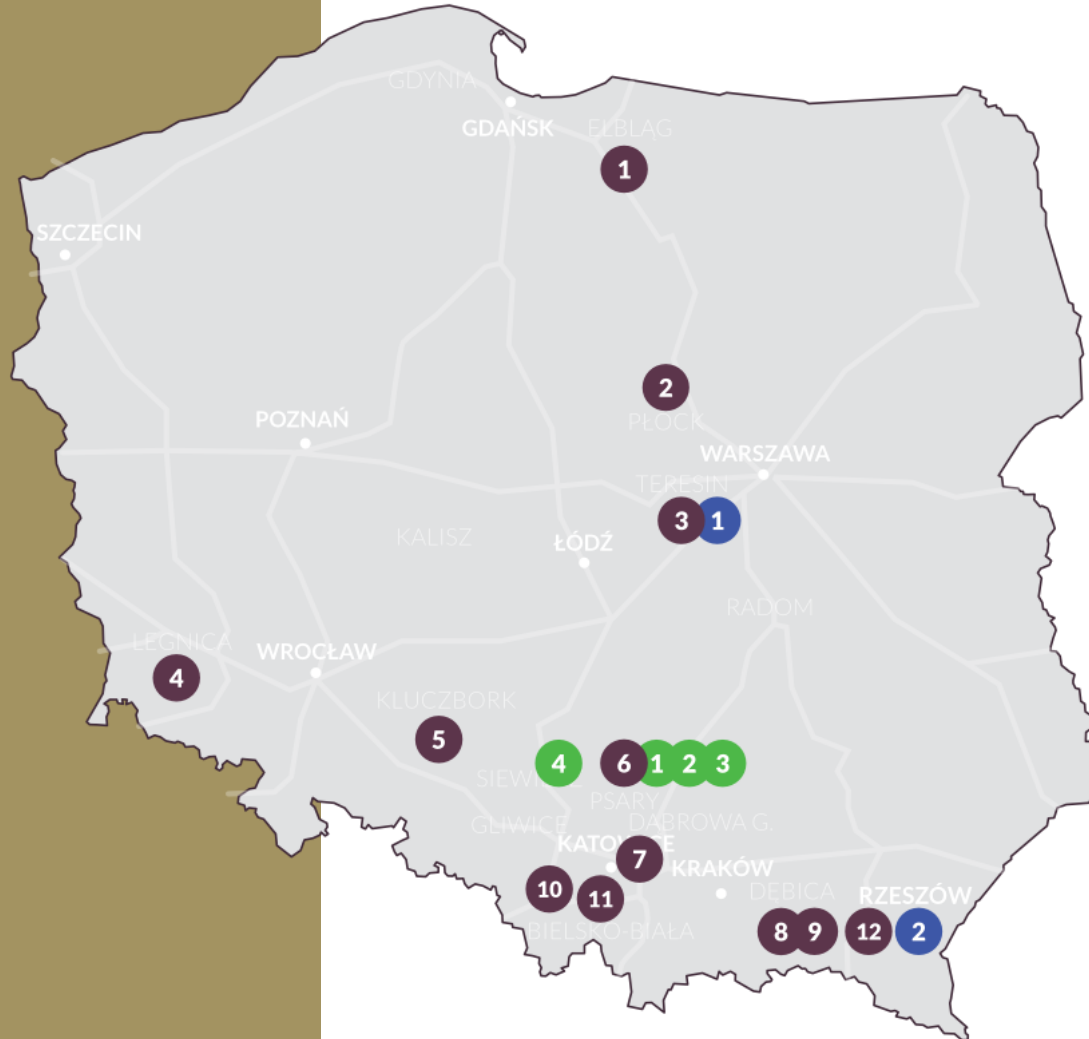 GDYNIA
GDAŃSK
ELBLĄG
1
SZCZECIN
2
PŁOCK
POZNAŃ
WARSZAWA
TERESIN
3 1
KALISZ
ŁÓDŹ
RADOM
LEGNICA
4
WROCŁAW
KLUCZBORK
5
4 6 1 2 3
PSARY
GLIWICE
DĄBROWA G.
7
KRAKÓW
10
11
DĘBICA
RZESZÓW
BIELSKO-BIAŁA
8 9 12 2